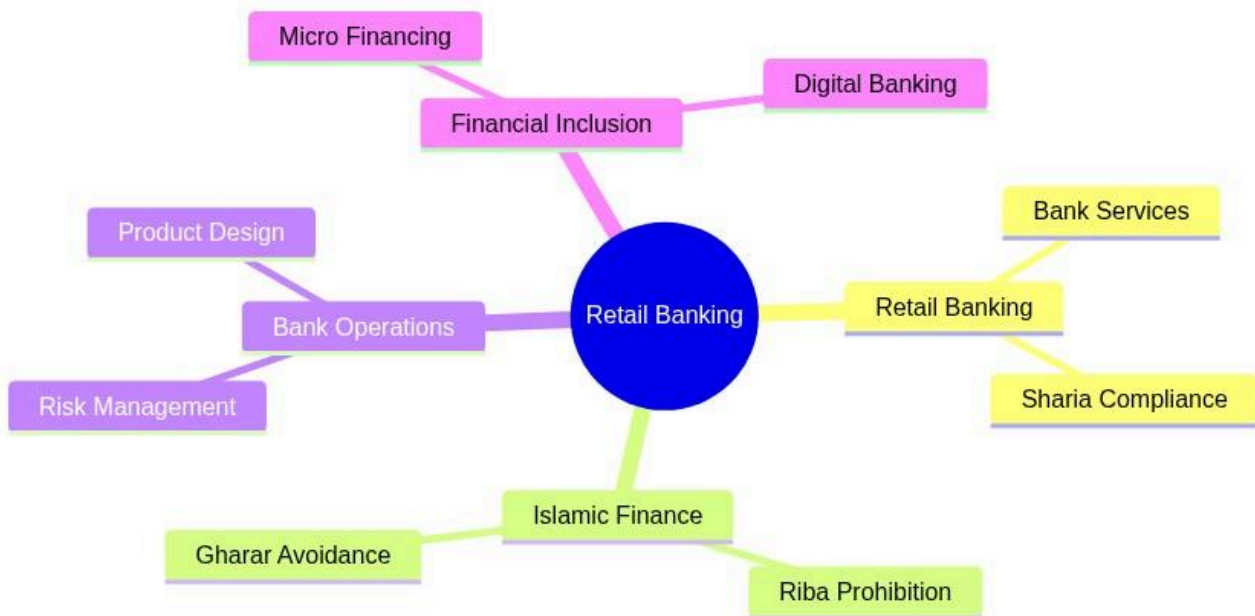 Micro Financing
Digital Banking
Financial Inclusion
Bank Services
Product Design
Retail Banking
Retail Banking
Bank Operations
Sharia Compliance
Risk Management
Islamic Finance
Gharar Avoidance
Riba Prohibition